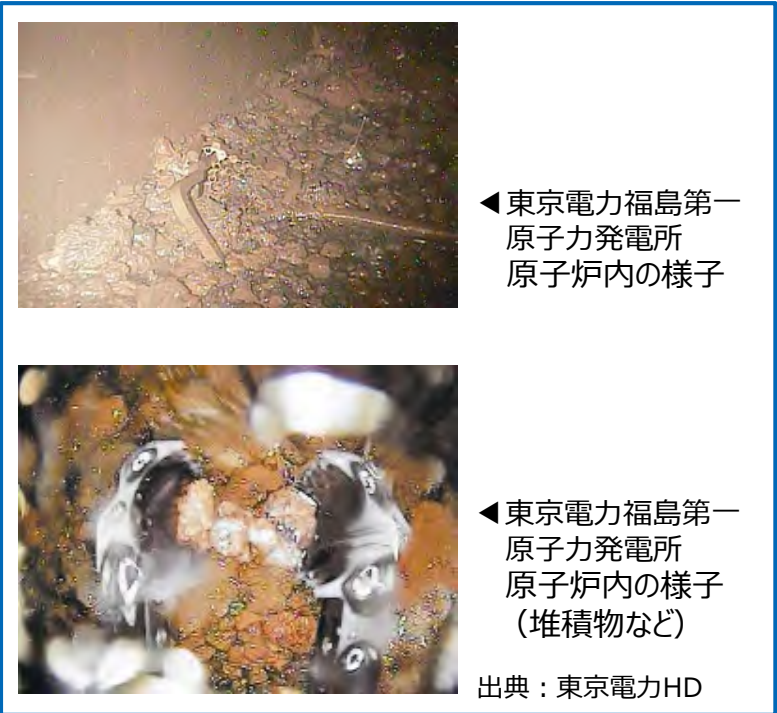 ◀東京電力福島第一
原子力発電所
原子炉内の様子
◀東京電力福島第一
原子力発電所
原子炉内の様子
（堆積物など）
出典：東京電力HD